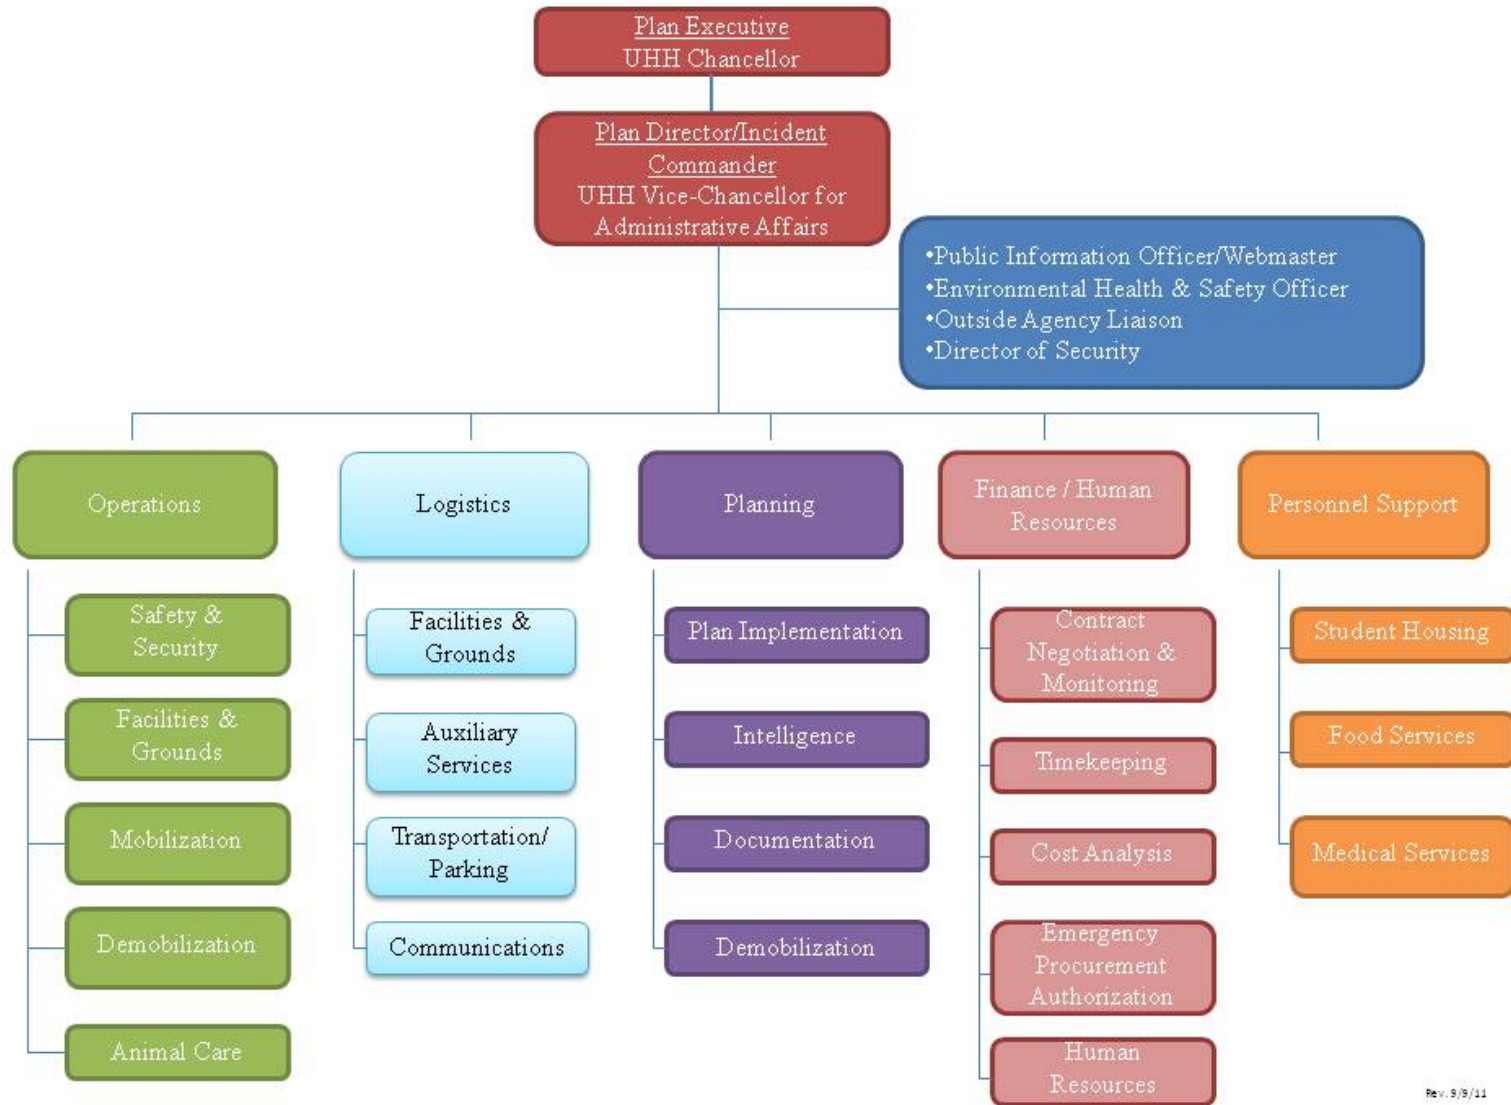 Plan Executive
UHH Chancellor
Plan Director/Incident
Commander
UHH Vice-Chancellor for
Administrative Affairs
•Public Information Officer/Webmaster
•Environmental Health & Safety Officer
•Outside Agency Liaison
•Director of Security
Operations
Safety &
Security
Facilities &
Grounds
Mobilization
Demobilization
Animal Care
Logistics
Facilities &
Grounds
Auxiliary
Services
Transportation/
Parking
Communications
Planning
Plan Implementation
Intelligence
Documentation
Demobilization
Finance / Human
Resources
Contract
Negotiation &
Monitoring
Timekeeping
Cost Analysis
Emergency
Procurement
Authorization
Human
Resources
Personnel Support
Student Housing
Food Services
Medical Services
Rev. 9/9/11